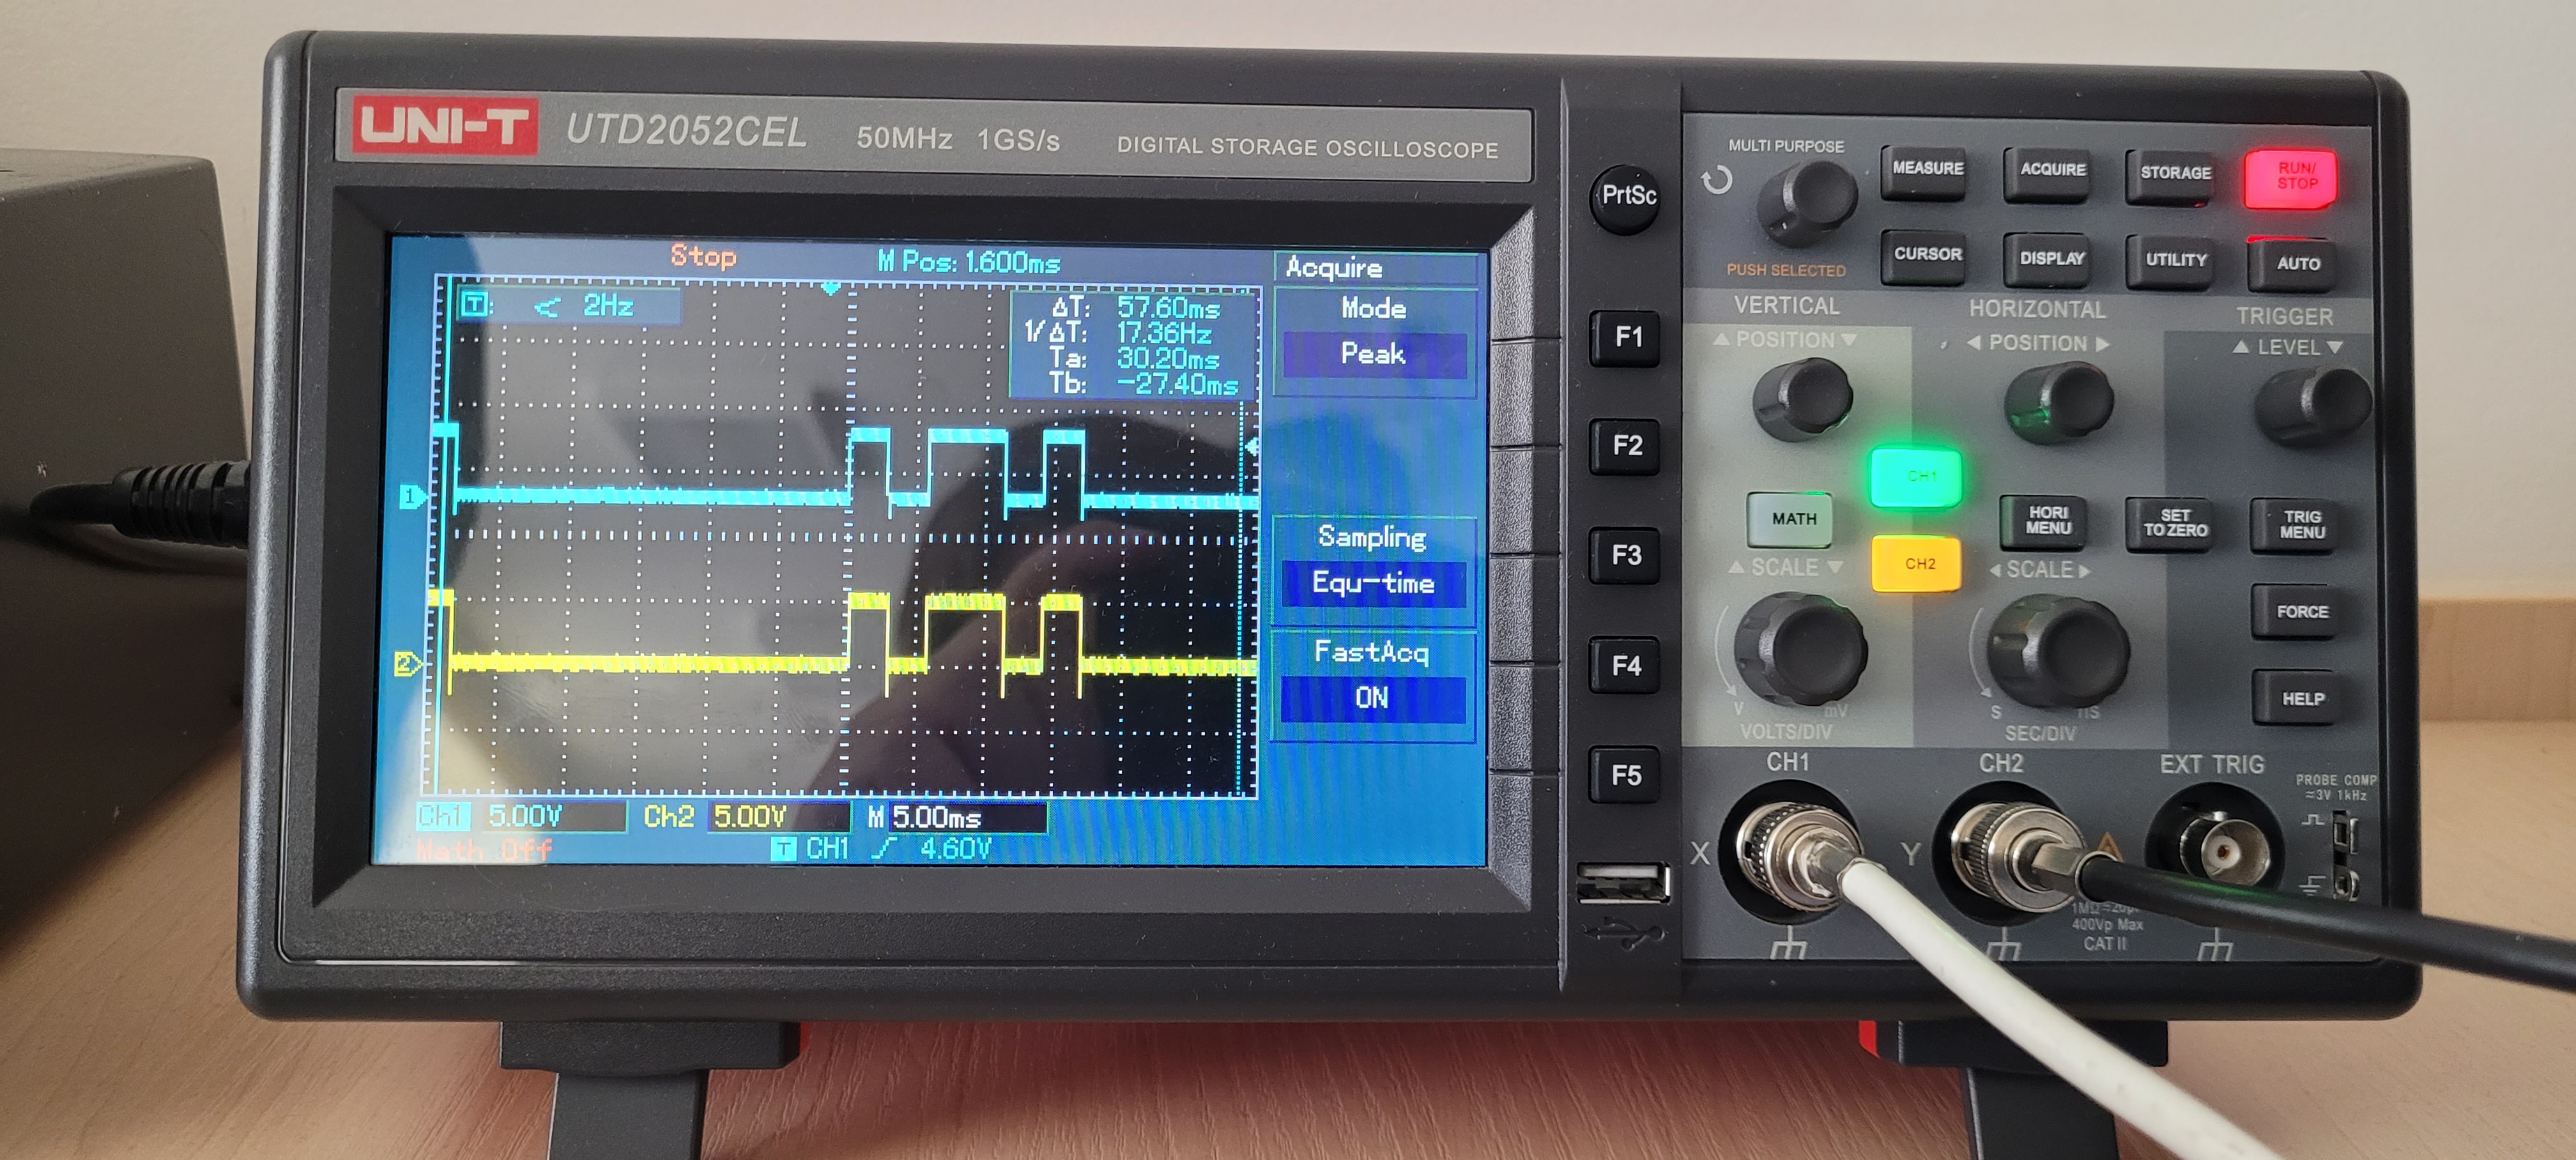 UNI-T UTD2052CEL 50MHz 1GS/s DIGITAL STORAGE OSCILLOSCOPE
Stop M Pos: 1.600ms
T: < 2Hz
ΔT: 57.60ms
1/ΔT: 17.36Hz
Ta: 30.20ms
Tb: -27.40ms
1
2
Ch1 5.00V Ch2 5.00V M 5.00ms
Math Off T CH1 4.60V
Acquire
Mode
Peak
Sampling
Equ-time
FastAcq
ON
PrtSc
F1
F2
F3
F4
F5
MULTI PURPOSE
PUSH SELECTED
MEASURE ACQUIRE STORAGE RUN/
STOP
CURSOR DISPLAY UTILITY AUTO
VERTICAL HORIZONTAL TRIGGER
▲ POSITION ▼ ◀ POSITION ▶ ▲ LEVEL ▼
CH1
MATH
CH2
HORI
MENU
SET
TO ZERO
TRIG
MENU
▲ SCALE ▼ ◀ SCALE ▶
FORCE
HELP
V mV
VOLTS/DIV
S nS
SEC/DIV
CH1 CH2 EXT TRIG
PROBE COMP
≈3V 1kHz
X Y
400Vp Max
CAT II